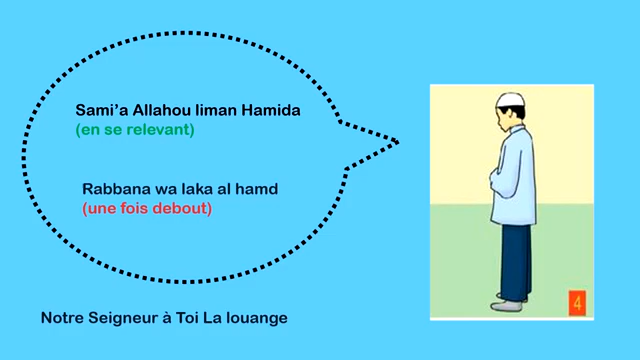 Sami’a Allahou liman Hamida
(en se relevant)
Rabbana wa laka al hamd
(une fois debout)
Notre Seigneur à Toi La louange
4